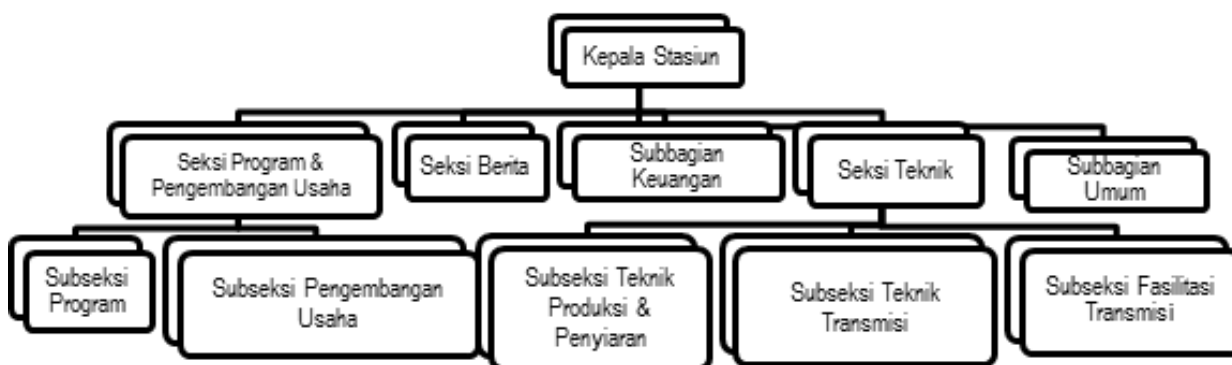 Kepala Stasiun
Seksi Program &
Pengembangan Usaha
Seksi Berita
Subbagian
Keuangan
Seksi Teknik
Subbagian
Umum
Subseksi
Program
Subseksi Pengembangan
Usaha
Subseksi Teknik
Produksi &
Penyiaran
Subseksi Teknik
Transmisi
Subseksi Fasilitasi
Transmisi